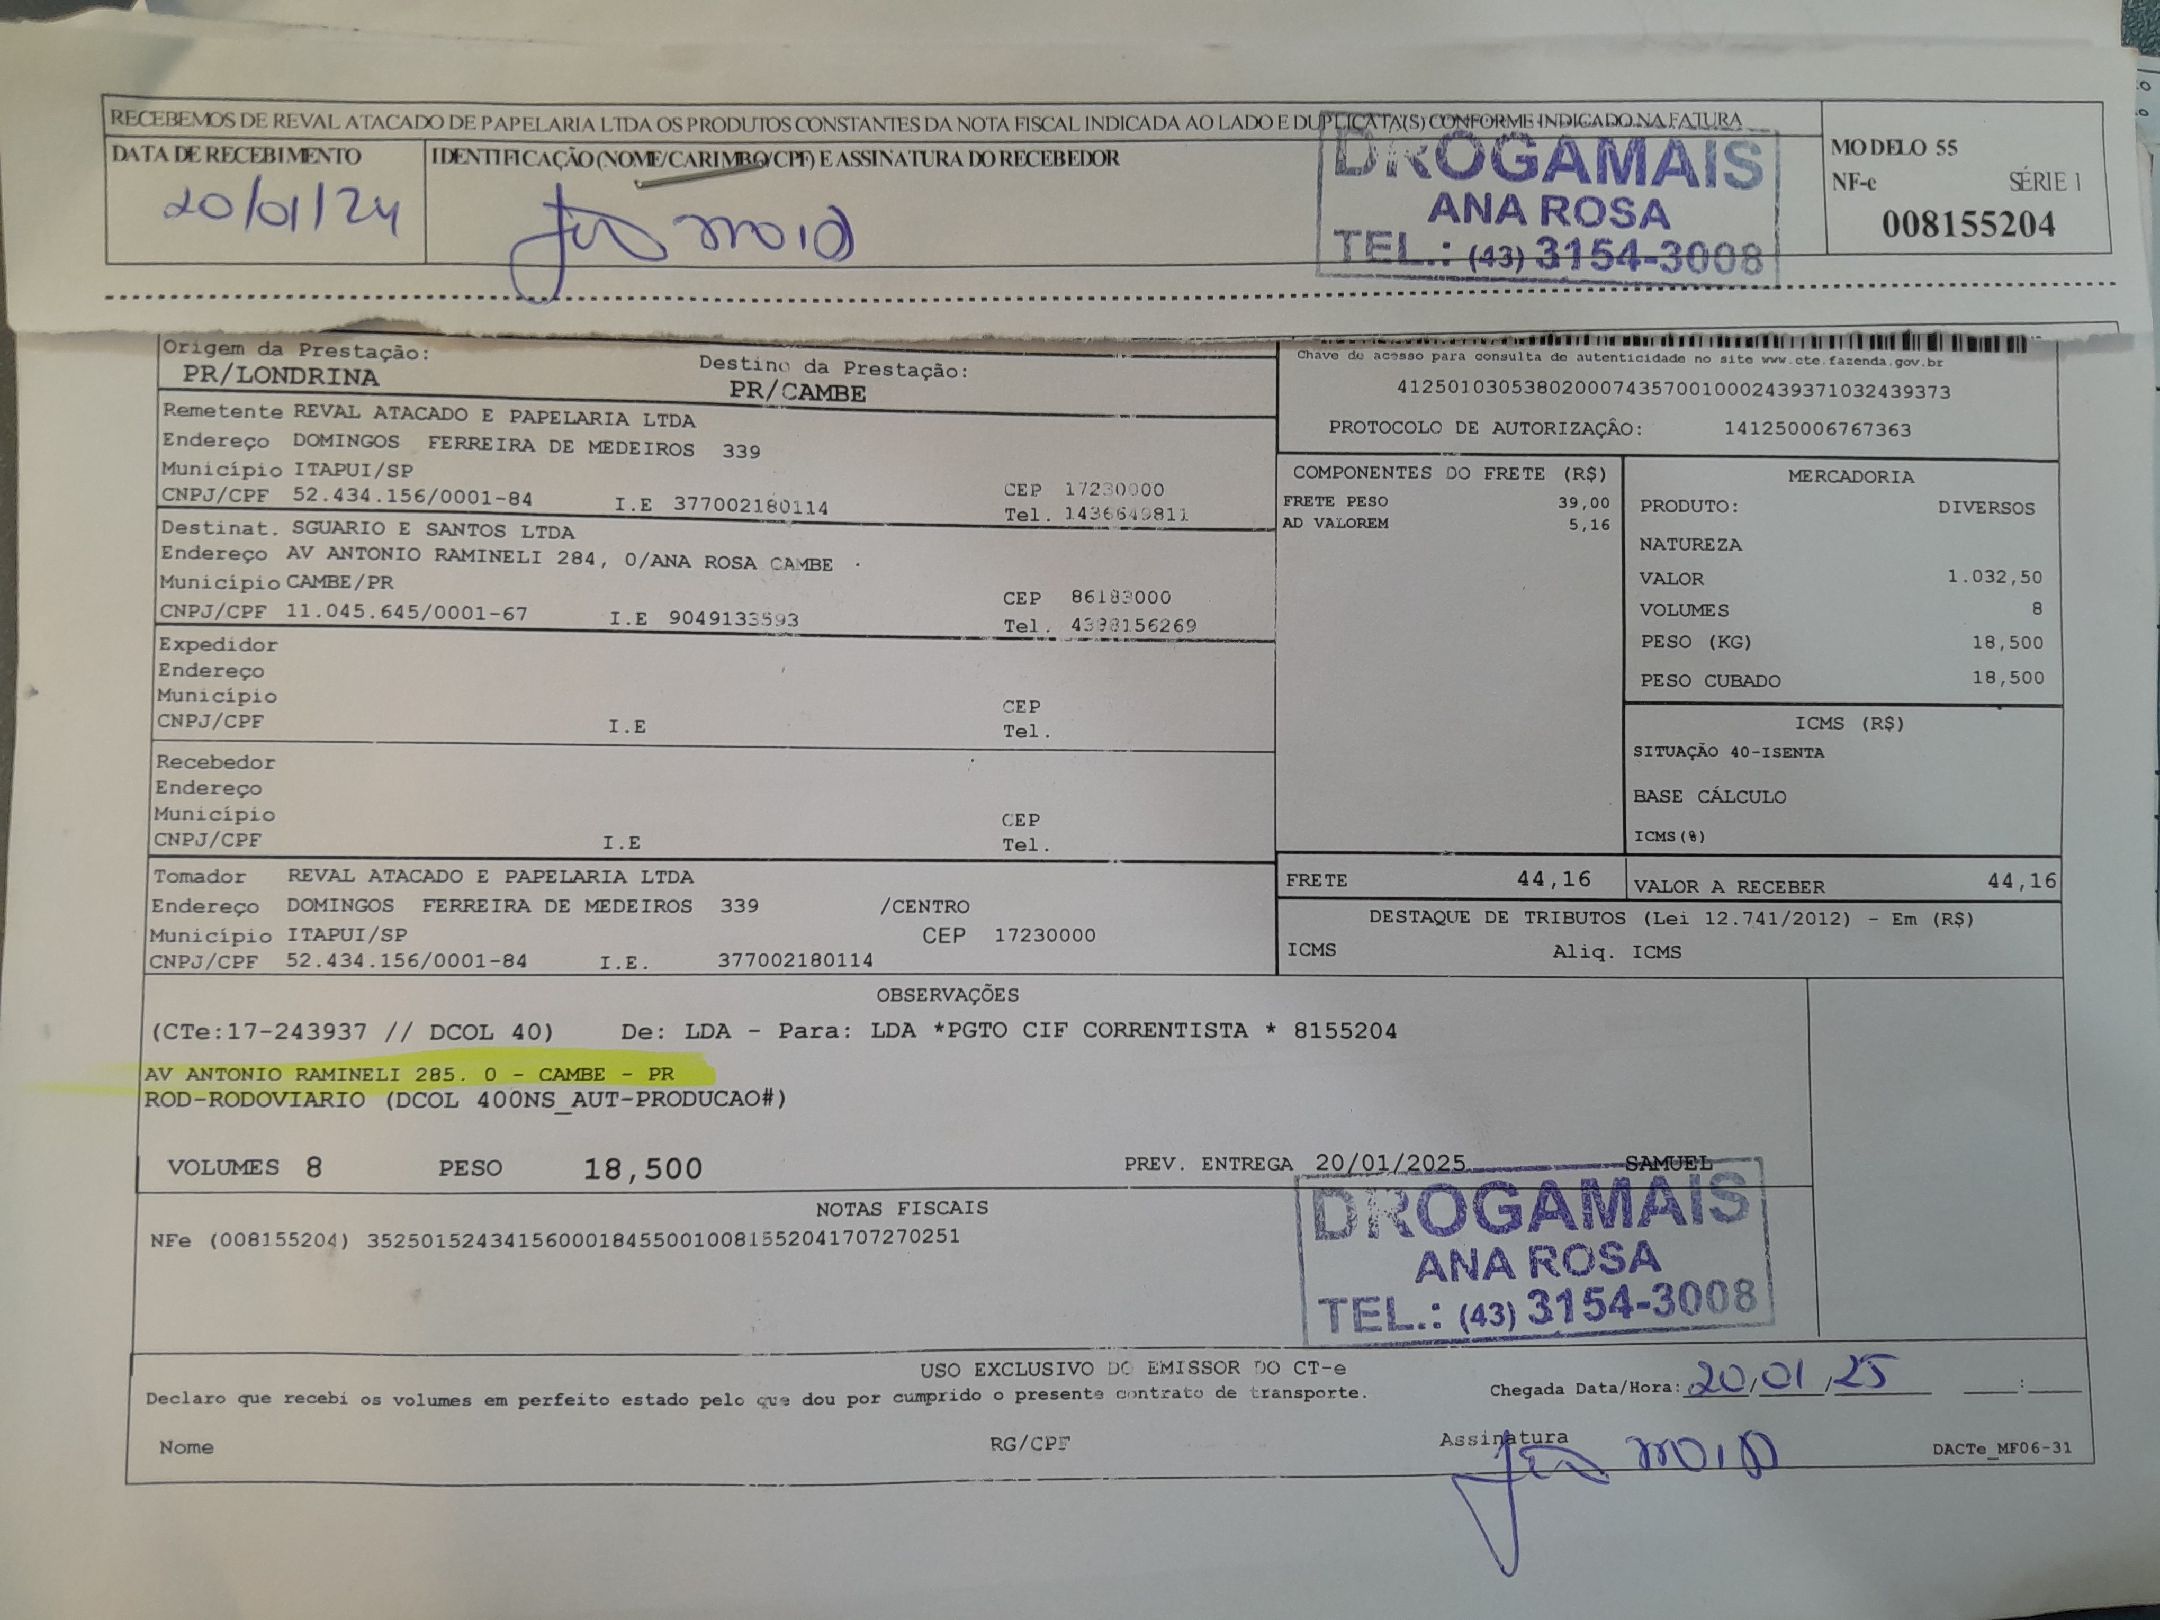 RECEBEMOS DE REVAL ATACADO DE PAPELARIA LTDA OS PRODUTOS CONSTANTES DA NOTA FISCAL INDICADA AO LADO E DUPLICATA(S) CONFORME INDICADO NA FATURA
DATA DE RECEBIMENTO
20/01/24
IDENTIFICAÇÃO (NOME/CARIMBO/CPF) E ASSINATURA DO RECEBEDOR
DROGAMAIS
ANA ROSA
TEL.: (43) 3154-3008
MODELO 55
NF-e SÉRIE 1
008155204
Origem da Prestação:
PR/LONDRINA
Destino da Prestação:
PR/CAMBE
Chave de acesso para consulta de autenticidade no site www.cte.fazenda.gov.br
41250103053802000743570010002439371032439373
PROTOCOLO DE AUTORIZAÇÃO: 141250006767363
Remetente REVAL ATACADO E PAPELARIA LTDA
Endereço DOMINGOS FERREIRA DE MEDEIROS 339
Município ITAPUI/SP
CEP 17230000
CNPJ/CPF 52.434.156/0001-84 I.E 377002180114
Tel. 1436649811
Destinat. SGUARIO E SANTOS LTDA
Endereço AV ANTONIO RAMINELI 284, 0/ANA ROSA CAMBE
Município CAMBE/PR
CEP 86183000
CNPJ/CPF 11.045.645/0001-67 I.E 9049133593
Tel. 4398156269
Expedidor
Endereço
Município
CEP
CNPJ/CPF I.E
Tel.
Recebedor
Endereço
Município
CEP
CNPJ/CPF I.E
Tel.
Tomador REVAL ATACADO E PAPELARIA LTDA
Endereço DOMINGOS FERREIRA DE MEDEIROS 339 /CENTRO
Município ITAPUI/SP CEP 17230000
CNPJ/CPF 52.434.156/0001-84 I.E. 377002180114
COMPONENTES DO FRETE (R$)
FRETE PESO 39,00
AD VALOREM 5,16
MERCADORIA
PRODUTO: DIVERSOS
NATUREZA
VALOR 1.032,50
VOLUMES 8
PESO (KG) 18,500
PESO CUBADO 18,500
ICMS (R$)
SITUAÇÃO 40-ISENTA
BASE CÁLCULO
ICMS(%)
FRETE 44,16
VALOR A RECEBER 44,16
DESTAQUE DE TRIBUTOS (Lei 12.741/2012) - Em (R$)
ICMS Aliq. ICMS
OBSERVAÇÕES
(CTe:17-243937 // DCOL 40) De: LDA - Para: LDA *PGTO CIF CORRENTISTA * 8155204
AV ANTONIO RAMINELI 285. 0 - CAMBE - PR
ROD-RODOVIARIO (DCOL 400NS_AUT-PRODUCAO#)
VOLUMES 8 PESO 18,500 PREV. ENTREGA 20/01/2025 SAMUEL
NOTAS FISCAIS
NFe (008155204) 35250152434156000184550010081552041707270251
DROGAMAIS
ANA ROSA
TEL.: (43) 3154-3008
USO EXCLUSIVO DO EMISSOR DO CT-e
Declaro que recebi os volumes em perfeito estado pelo que dou por cumprido o presente contrato de transporte.
Chegada Data/Hora: 20/01/25 __:__
Nome RG/CPF Assinatura
DACTe_MF06-31